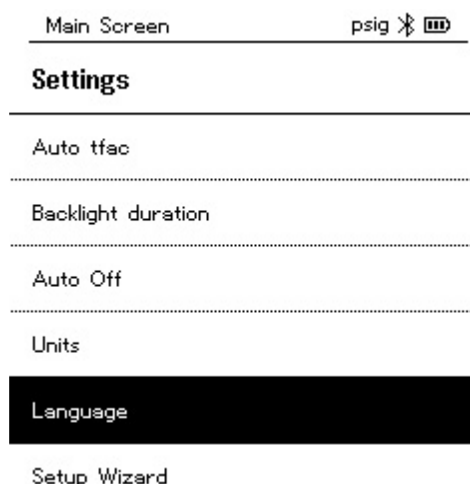 Main Screen psig
Settings
Auto tfac
Backlight duration
Auto Off
Units
Language
Setup Wizard